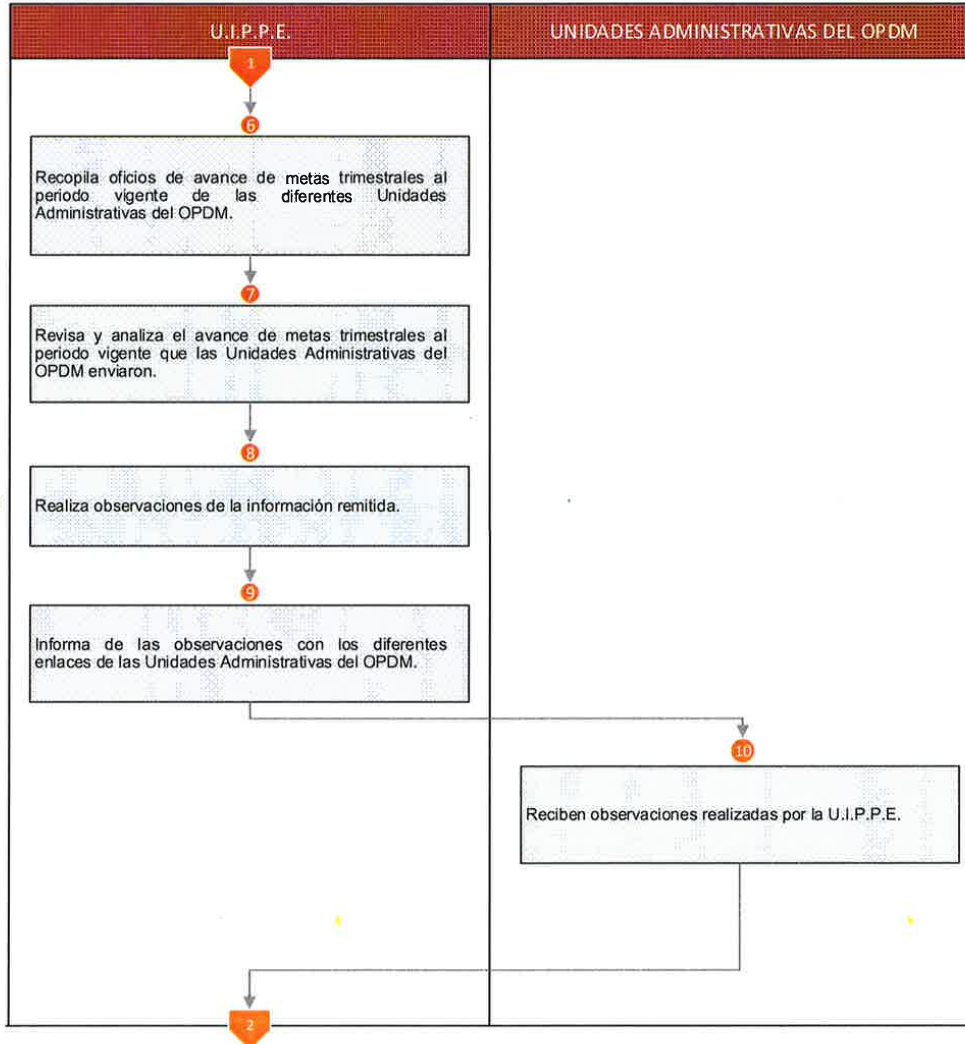 U.I.P.P.E.
UNIDADES ADMINISTRATIVAS DEL OPDM
1
6
Recopila oficios de avance de metas trimestrales al
periodo vigente de las diferentes Unidades
Administrativas del OPDM.
7
Revisa y analiza el avance de metas trimestrales al
periodo vigente que las Unidades Administrativas del
OPDM enviaron.
8
Realiza observaciones de la información remitida.
9
Informa de las observaciones con los diferentes
enlaces de las Unidades Administrativas del OPDM.
10
Reciben observaciones realizadas por la U.I.P.P.E.
2